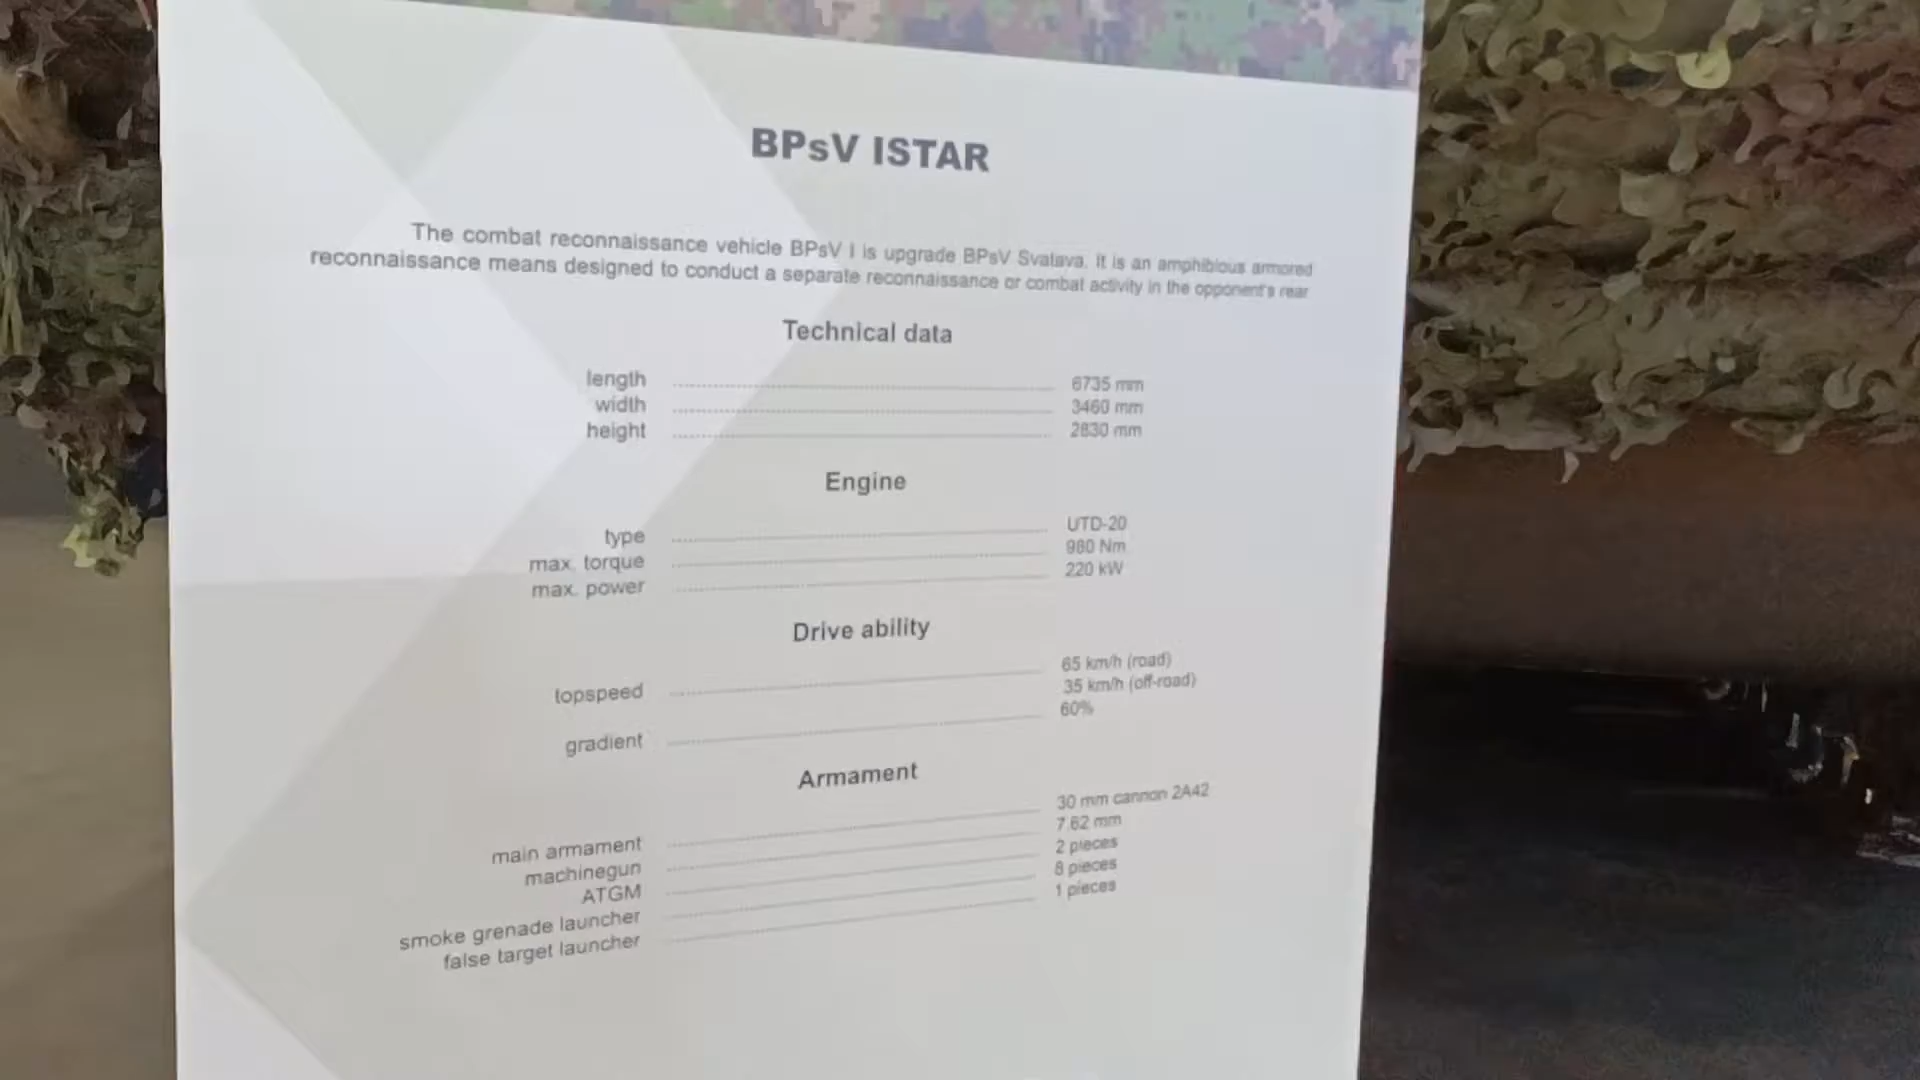 BPsV ISTAR
The combat reconnaissance vehicle BPsV I is upgrade BPsV Svatava. It is an amphibious armored
reconnaissance means designed to conduct a separate reconnaissance or combat activity in the opponent's rear
Technical data
length 6735 mm
width 3460 mm
height 2830 mm
Engine
type UTD-20
max. torque 980 Nm
max. power 220 kW
Drive ability
topspeed 65 km/h (road)
35 km/h (off-road)
gradient 60%
Armament
main armament 30 mm cannon 2A42
machinegun 7.62 mm
ATGM 2 pieces
smoke grenade launcher 8 pieces
false target launcher 1 pieces